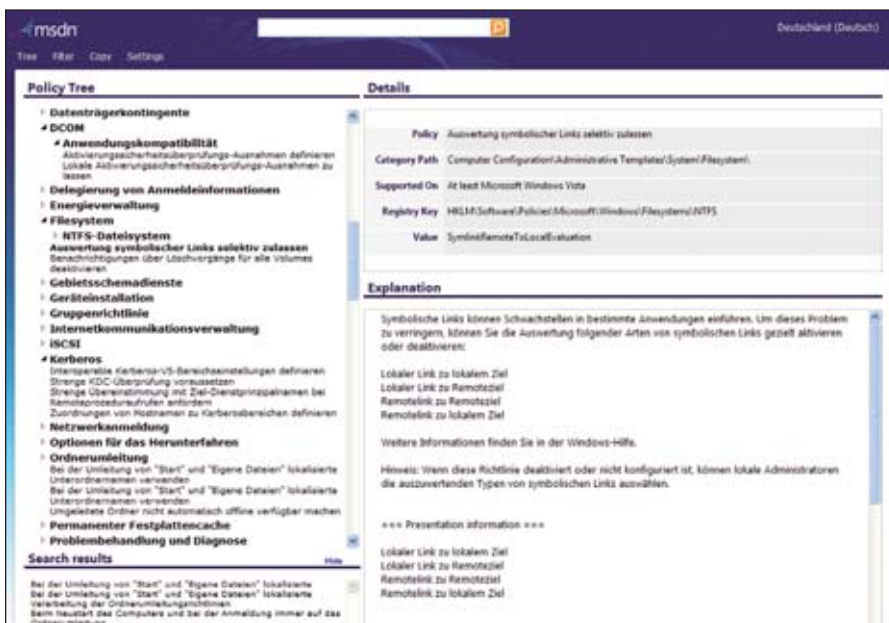 msdn
Deutschland (Deutsch)
Tree Filter Copy Settings
Policy Tree
Datenträgerkontingente
DCOM
Anwendungskompatibilität
Aktivierungssicherheitsüberprüfungs-Ausnahmen definieren
Lokale Aktivierungssicherheitsüberprüfungs-Ausnahmen zu
lassen
Delegierung von Anmeldeinformationen
Energieverwaltung
Filesystem
NTFS-Dateisystem
Auswertung symbolischer Links selektiv zulassen
Benachrichtigungen über Löschvorgänge für alle Volumes
deaktivieren
Gebietsschemadienste
Geräteinstallation
Gruppenrichtlinie
Internetkommunikationsverwaltung
iSCSI
Kerberos
Interoperable Kerberos-V5-Bereichseinstellungen definieren
Strenge KDC-Überprüfung voraussetzen
Strenge Übereinstimmung mit Ziel-Dienstprinzipalnamen bei
Remoteprozeduraufrufen anfordern
Zuordnungen von Hostnamen zu Kerberosbereichen definieren
Netzwerkanmeldung
Optionen für das Herunterfahren
Ordnerumleitung
Bei der Umleitung von "Start" und "Eigene Dateien" lokalisierte
Unterordnernamen verwenden
Bei der Umleitung von "Start" und "Eigene Dateien" lokalisierte
Unterordnernamen verwenden
Umgeleitete Ordner nicht automatisch offline verfügbar machen
Permanenter Festplattencache
Problembehandlung und Diagnose
Search results
Hide
Bei der Umleitung von "Start" und "Eigene Dateien" lokalisierte
Bei der Umleitung von "Start" und "Eigene Dateien" lokalisierte
Verarbeitung der Ordnerumleitungsrichtlinien
Beim Neustart des Computers und bei der Anmeldung immer auf das
Details
Policy Auswertung symbolischer Links selektiv zulassen
Category Path Computer Configuration\Administrative Templates\System\Filesystem\
Supported On At least Microsoft Windows Vista
Registry Key HKLM\Software\Policies\Microsoft\Windows\Filesystems\NTFS
Value SymlinkRemoteToLocalEvaluation
Explanation
Symbolische Links können Schwachstellen in bestimmte Anwendungen einführen. Um dieses Problem
zu verringern, können Sie die Auswertung folgender Arten von symbolischen Links gezielt aktivieren
oder deaktivieren:
Lokaler Link zu lokalem Ziel
Lokaler Link zu Remoteziel
Remotelink zu Remoteziel
Remotelink zu lokalem Ziel
Weitere Informationen finden Sie in der Windows-Hilfe.
Hinweis: Wenn diese Richtlinie deaktiviert oder nicht konfiguriert ist, können lokale Administratoren
die auszuwertenden Typen von symbolischen Links auswählen.
=== Presentation information ===
Lokaler Link zu lokalem Ziel
Lokaler Link zu Remoteziel
Remotelink zu Remoteziel
Remotelink zu lokalem Ziel